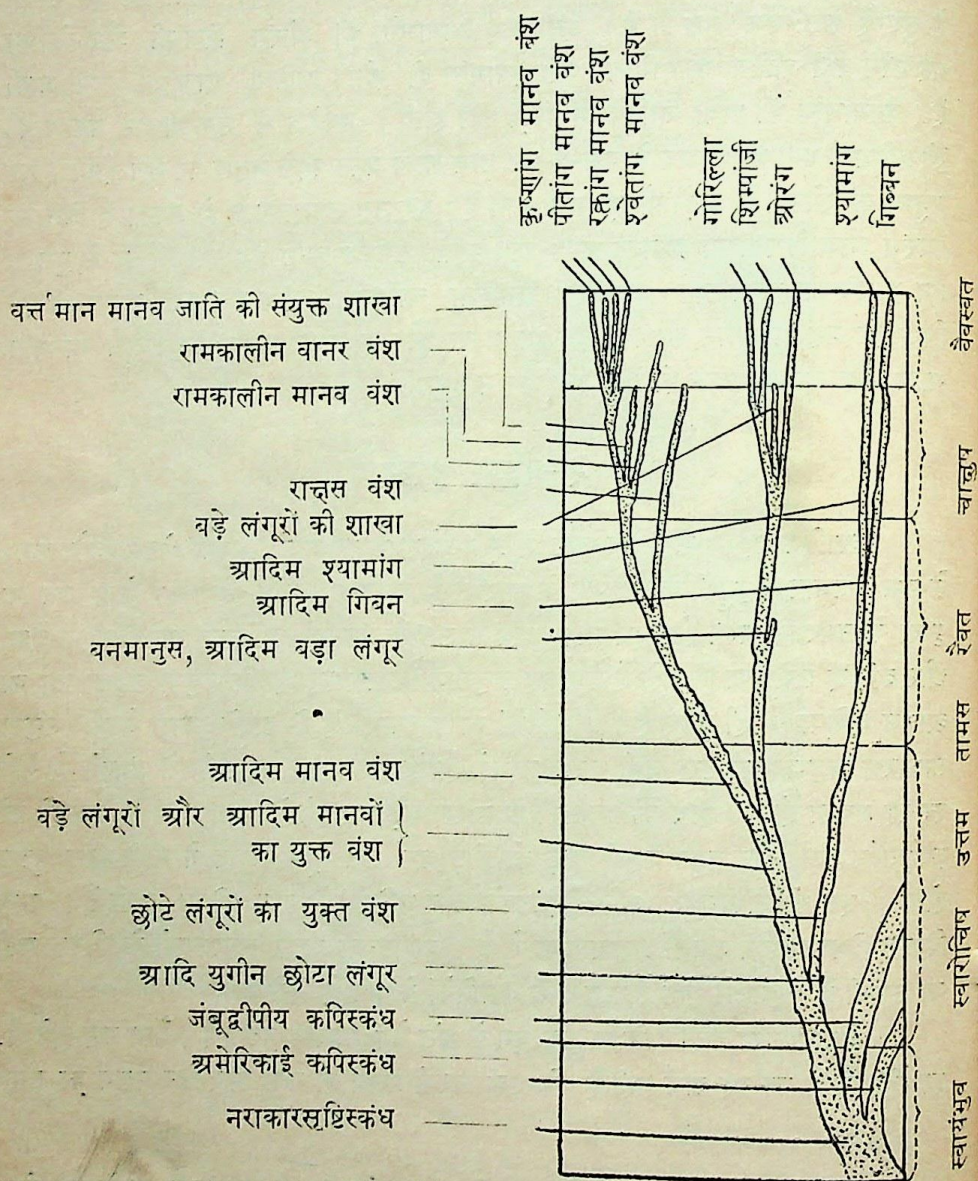 कृष्णांग मानव वंश
पीतांग मानव वंश
रक्तांग मानव वंश
श्वेतांग मानव वंश
गोरिल्ला
शिम्पांजी
ओरंग
श्यामांग
गिब्बन
वर्त्तमान मानव जाति की संयुक्त शाखा
रामकालीन वानर वंश
रामकालीन मानव वंश
राक्षस वंश
बड़े लंगूरों की शाखा
आदिम श्यामांग
आदिम गिबन
वनमानुस, आदिम बड़ा लंगूर
आदिम मानव वंश
बड़े लंगूरों और आदिम मानवों
का युक्त वंश
छोटे लंगूरों का युक्त वंश
आदि युगीन छोटा लंगूर
जंबूद्वीपीय कपिस्कंध
अमेरिकाई कपिस्कंध
नराकारसृष्टिस्कंध
वैवस्वत
चाक्षुष
रैवत
तामस
उत्तम
स्वारोचिष
स्वायंभुव